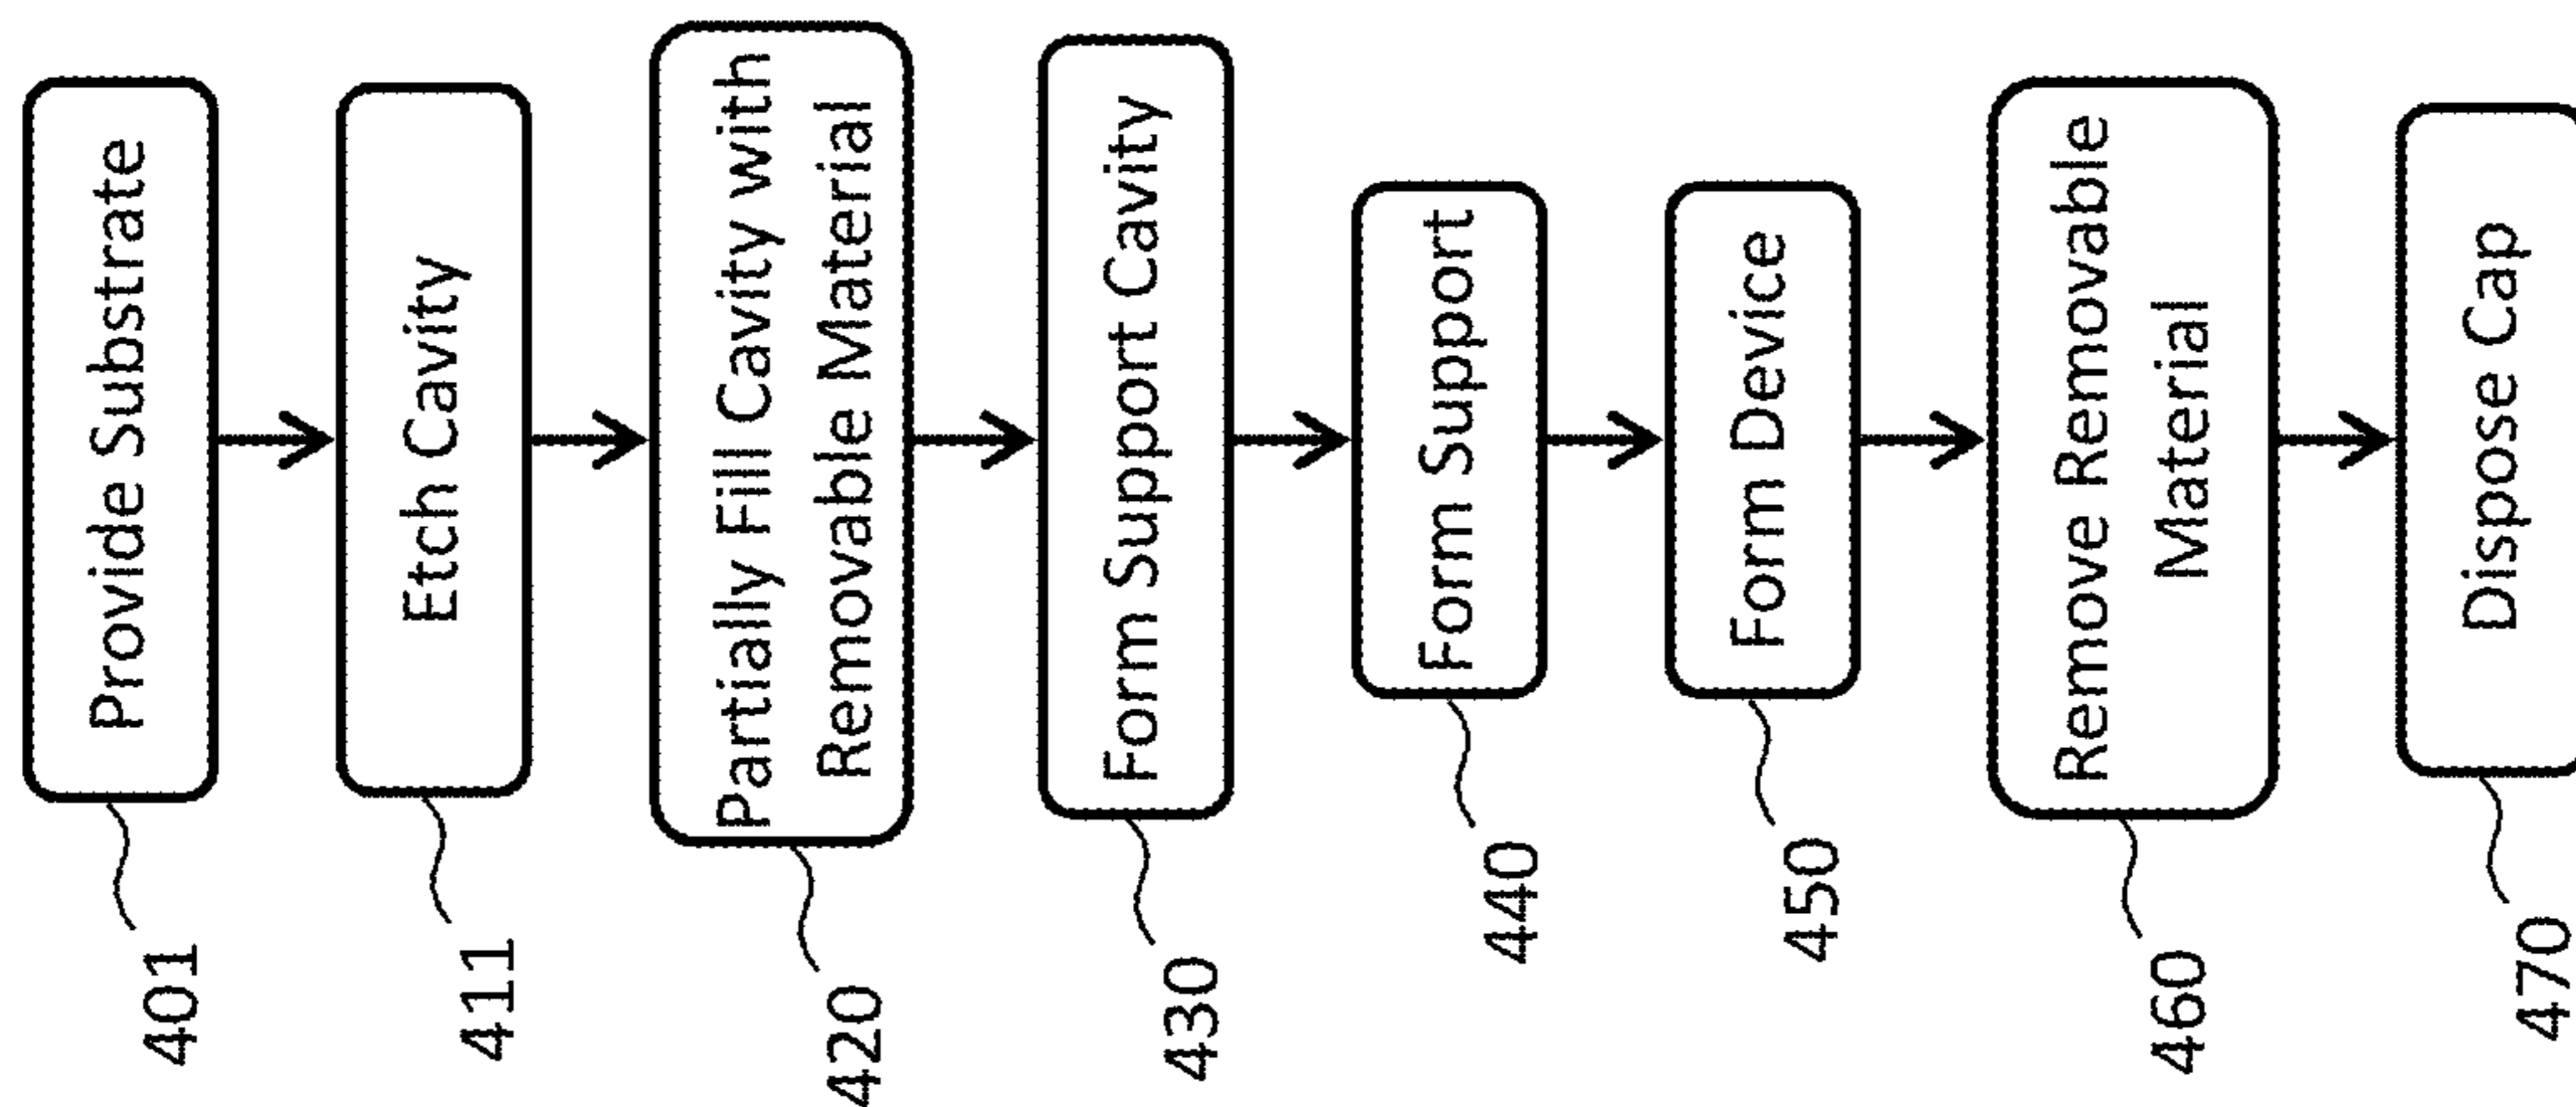 Provide Substrate
401
Etch Cavity
411
Partially Fill Cavity with
Removable Material
420
Form Support Cavity
430
Form Support
440
Form Device
450
Remove Removable
Material
460
Dispose Cap
470